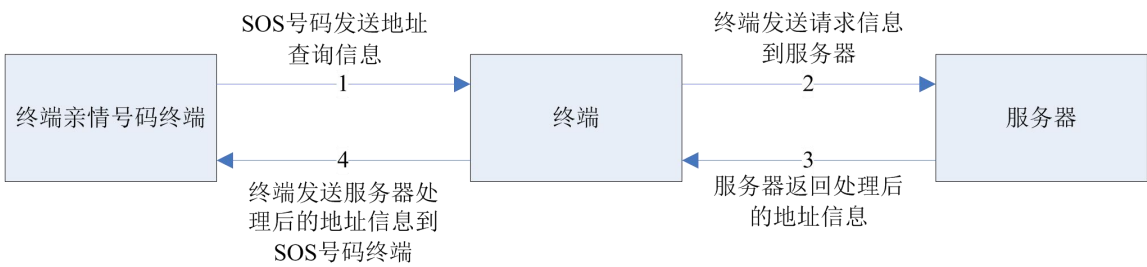 SOS号码发送地址
查询信息
终端发送请求信息
到服务器
1
2
终端亲情号码终端
终端
服务器
4
3
终端发送服务器处
理后的地址信息到
SOS号码终端
服务器返回处理后
的地址信息